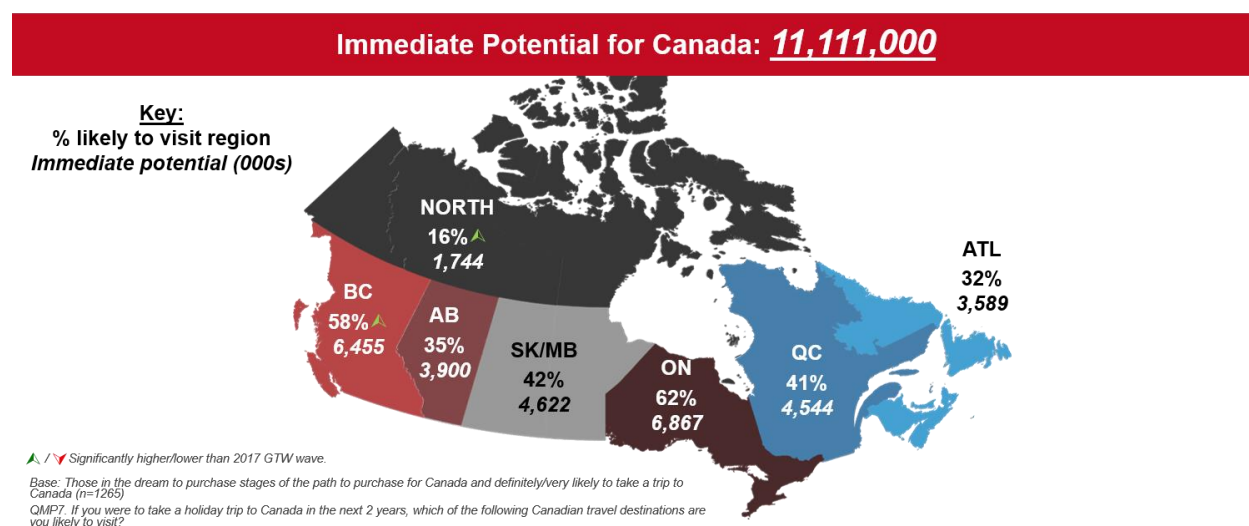 Immediate Potential for Canada: 11,111,000
Key:
% likely to visit region
Immediate potential (000s)
NORTH
16%
1,744
BC
58%
6,455
AB
35%
3,900
SK/MB
42%
4,622
ON
62%
6,867
QC
41%
4,544
ATL
32%
3,589
/ Significantly higher/lower than 2017 GTW wave.
Base: Those in the dream to purchase stages of the path to purchase for Canada and definitely/very likely to take a trip to
Canada (n=1265)
QMP7. If you were to take a holiday trip to Canada in the next 2 years, which of the following Canadian travel destinations are
you likely to visit?